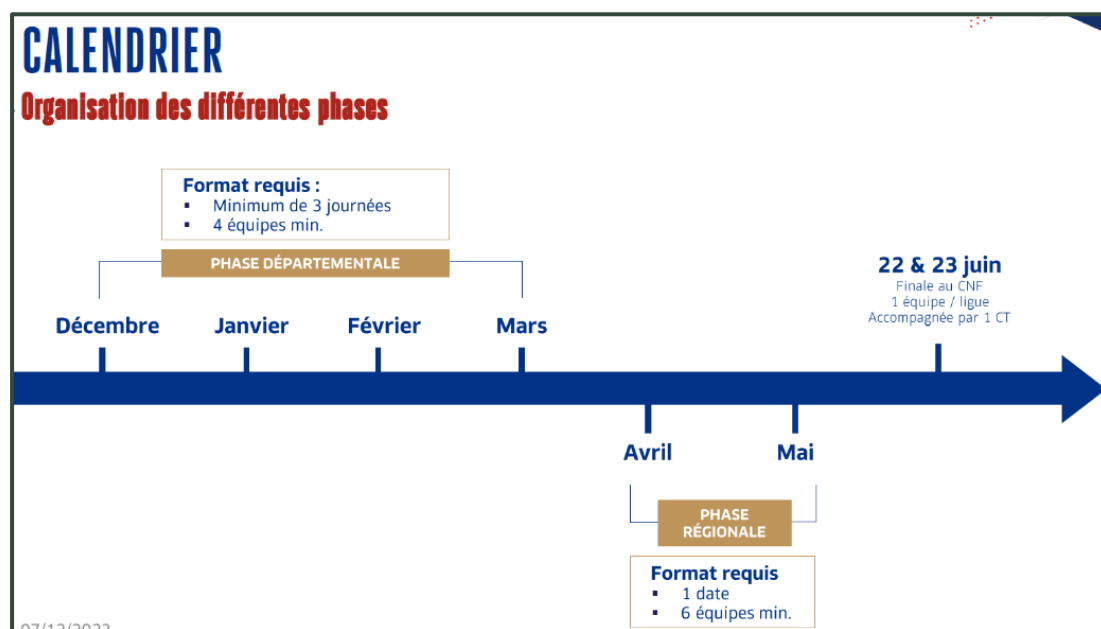 CALENDRIER
Organisation des différentes phases
Format requis :
▪ Minimum de 3 journées
▪ 4 équipes min.
PHASE DÉPARTEMENTALE
22 & 23 juin
Finale au CNF
1 équipe / ligue
Accompagnée par 1 CT
Décembre
Janvier
Février
Mars
Avril
Mai
PHASE
RÉGIONALE
Format requis
▪ 1 date
▪ 6 équipes min.